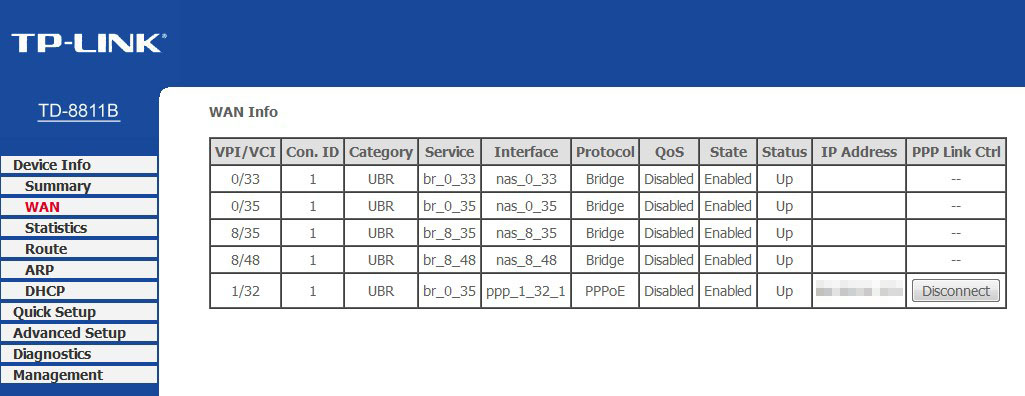 TP-LINK®
TD-8811B
Device Info
Summary
WAN
Statistics
Route
ARP
DHCP
Quick Setup
Advanced Setup
Diagnostics
Management
WAN Info
VPI/VCI Con. ID Category Service Interface Protocol QoS State Status IP Address PPP Link Ctrl
0/33 1 UBR br_0_33 nas_0_33 Bridge Disabled Enabled Up --
0/35 1 UBR br_0_35 nas_0_35 Bridge Disabled Enabled Up --
8/35 1 UBR br_8_35 nas_8_35 Bridge Disabled Enabled Up --
8/48 1 UBR br_8_48 nas_8_48 Bridge Disabled Enabled Up --
1/32 1 UBR br_0_35 ppp_1_32_1 PPPoE Disabled Enabled Up Disconnect